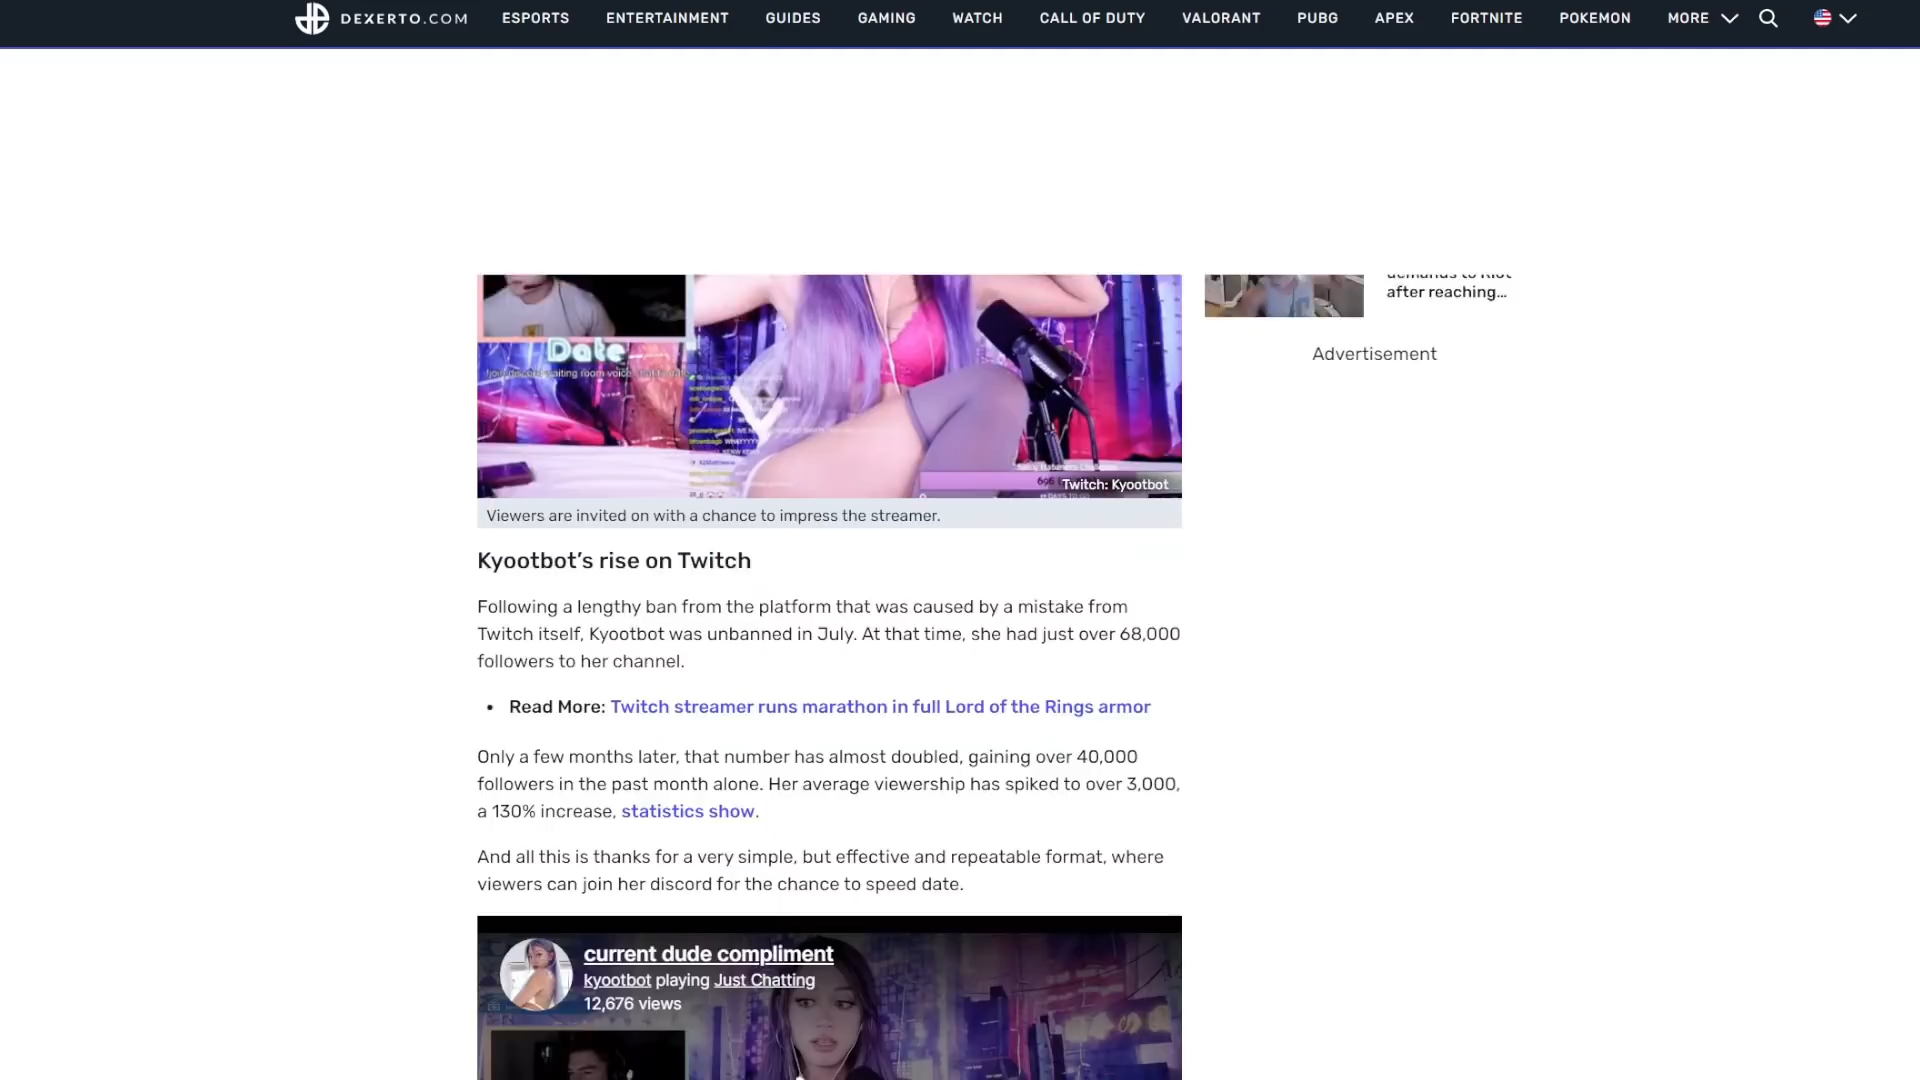 DEXERTO.COM
ESPORTS
ENTERTAINMENT
GUIDES
GAMING
WATCH
CALL OF DUTY
VALORANT
PUBG
APEX
FORTNITE
POKEMON
MORE
Date
Twitch: Kyootbot
Viewers are invited on with a chance to impress the streamer.
after reaching...
Advertisement
Kyootbot's rise on Twitch
Following a lengthy ban from the platform that was caused by a mistake from
Twitch itself, Kyootbot was unbanned in July. At that time, she had just over 68,000
followers to her channel.
• Read More: Twitch streamer runs marathon in full Lord of the Rings armor
Only a few months later, that number has almost doubled, gaining over 40,000
followers in the past month alone. Her average viewership has spiked to over 3,000,
a 130% increase, statistics show.
And all this is thanks for a very simple, but effective and repeatable format, where
viewers can join her discord for the chance to speed date.
current dude compliment
kyootbot playing Just Chatting
12,676 views